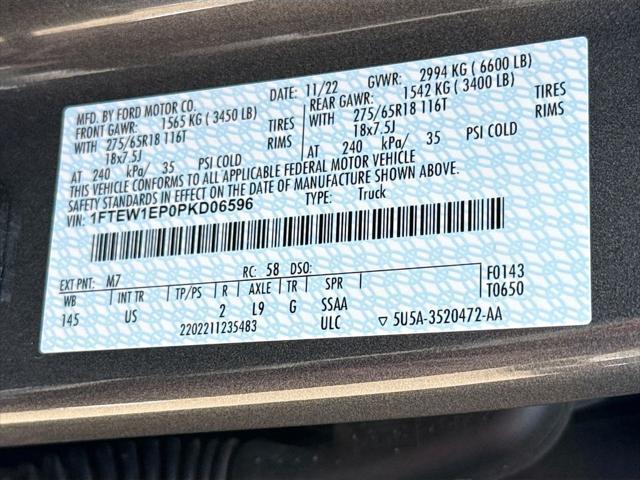 MFD. BY FORD MOTOR CO.
DATE: 11/22 GVWR: 2994 KG ( 6600 LB)
FRONT GAWR: 1565 KG ( 3450 LB)
REAR GAWR: 1542 KG ( 3400 LB)
WITH 275/65R18 116T TIRES
WITH 275/65R18 116T TIRES
18x7.5J RIMS
18x7.5J RIMS
AT 240 kPa/ 35 PSI COLD
AT 240 kPa/ 35 PSI COLD
THIS VEHICLE CONFORMS TO ALL APPLICABLE FEDERAL MOTOR VEHICLE
SAFETY STANDARDS IN EFFECT ON THE DATE OF MANUFACTURE SHOWN ABOVE.
VIN: 1FTEW1EP0PKD06596 TYPE: Truck
EXT PNT: M7 RC: 58 DSO: F0143
WB INT TR TP/PS R AXLE TR SPR T0650
145 US 2 L9 G SSAA
2202211235483 ULC ▽ 5U5A-3520472-AA